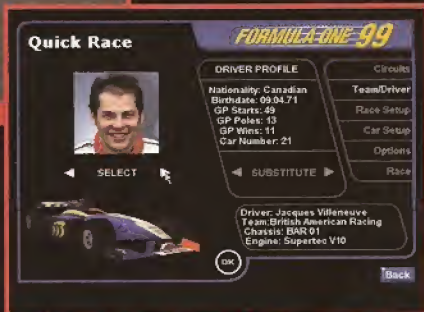 Quick Race
FORMULA ONE 99
DRIVER PROFILE
Nationality: Canadian
Birthdate: 09.04.71
GP Starts: 49
GP Poles: 13
GP Wins: 11
Car Number: 21
SELECT
SUBSTITUTE
Circuits
Team/Driver
Race Setup
Car Setup
Options
Race
Driver: Jacques Villeneuve
Team:British American Racing
Chassis: BAR 01
Engine: Supertec V10
OK
Back